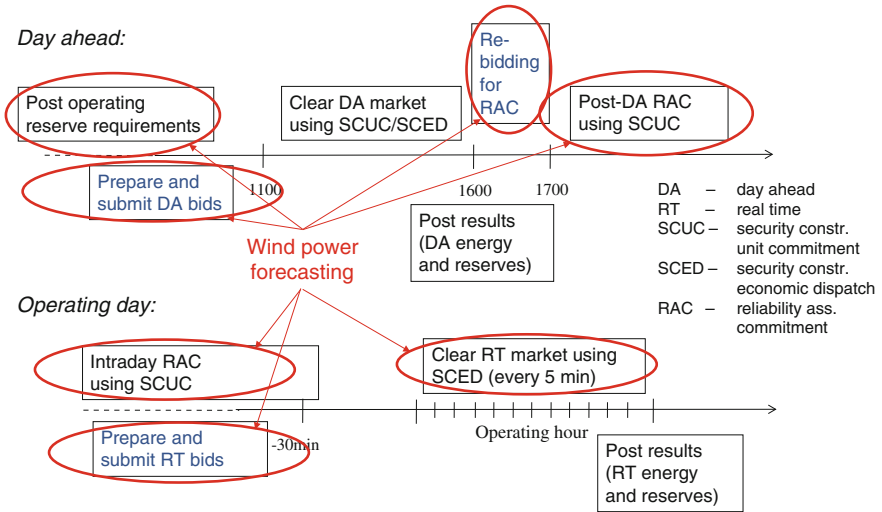 Day ahead:
Post operating
reserve requirements
Clear DA market
using SCUC/SCED
Re-
bidding
for
RAC
Post-DA RAC
using SCUC
Prepare and
submit DA bids
1100
1600
1700
Post results
(DA energy
and reserves)
Wind power
forecasting
DA – day ahead
RT – real time
SCUC – security constr.
unit commitment
SCED – security constr.
economic dispatch
RAC – reliability ass.
commitment
Operating day:
Intraday RAC
using SCUC
Clear RT market using
SCED (every 5 min)
Prepare and
submit RT bids
-30min
Operating hour
Post results
(RT energy
and reserves)